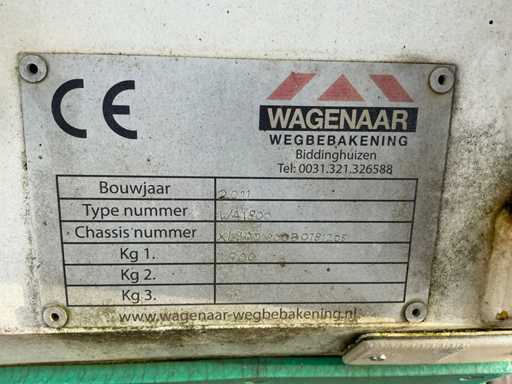 CE
WAGENAAR
WEGBEBAKENING
Biddinghuizen
Tel: 0031.321.326588
Bouwjaar 2011
Type nummer
Chassis nummer
Kg 1. 1900
Kg 2.
Kg 3.
www.wagenaar-wegbebakening.nl